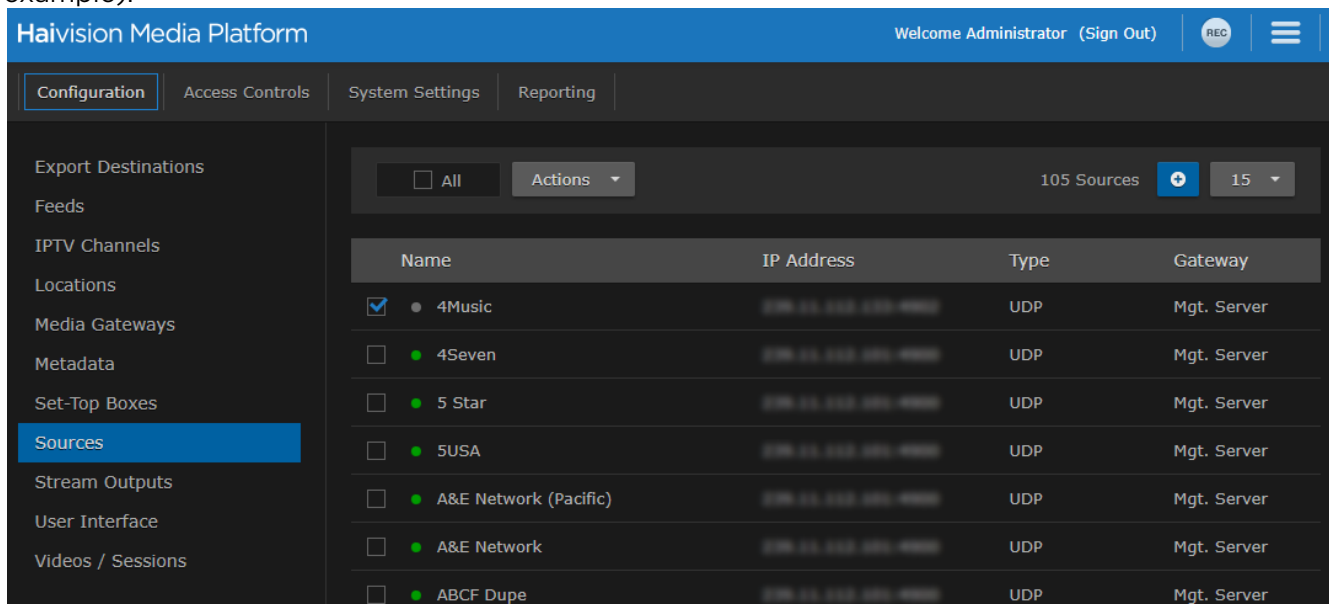 example).
Haivision Media Platform
Welcome Administrator (Sign Out)
REC
Configuration
Access Controls
System Settings
Reporting
Export Destinations
Feeds
IPTV Channels
Locations
Media Gateways
Metadata
Set-Top Boxes
Sources
Stream Outputs
User Interface
Videos / Sessions
All
Actions
105 Sources
15
Name IP Address Type Gateway
4Music UDP Mgt. Server
4Seven UDP Mgt. Server
5 Star UDP Mgt. Server
5USA UDP Mgt. Server
A&E Network (Pacific) UDP Mgt. Server
A&E Network UDP Mgt. Server
ABCF Dupe UDP Mgt. Server